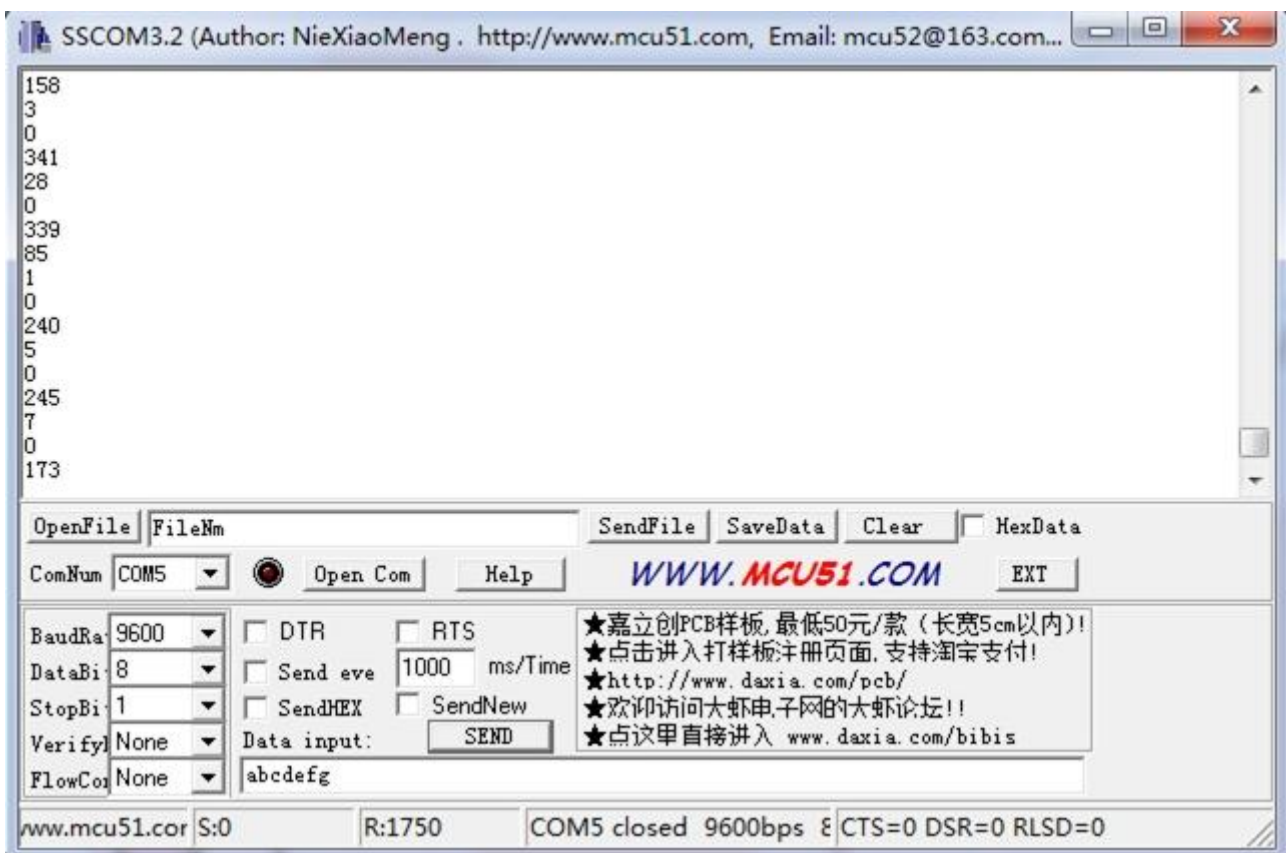 SSCOM3.2 (Author: NieXiaoMeng .  http://www.mcu51.com,  Email: mcu52@163.com...
158
3
0
341
28
0
339
85
1
0
240
5
0
245
7
0
173
OpenFile FileNm SendFile SaveData Clear HexData
ComNum COM5 Open Com Help WWW.MCU51.COM EXT
BaudRa 9600 DTR RTS
DataBi 8 Send eve 1000 ms/Time
StopBi 1 SendHEX SendNew
Verify None Data input: SEND
FlowCo None abcdefg
★嘉立创PCB样板,最低50元/款(长宽5cm以内)!
★点击进入打样板注册页面,支持淘宝支付!
★http://www.daxia.com/pcb/
★欢迎访问大虾电子网的大虾论坛!!
★点这里直接进入 www.daxia.com/bibis
www.mcu51.cor S:0 R:1750 COM5 closed 9600bps 8 CTS=0 DSR=0 RLSD=0